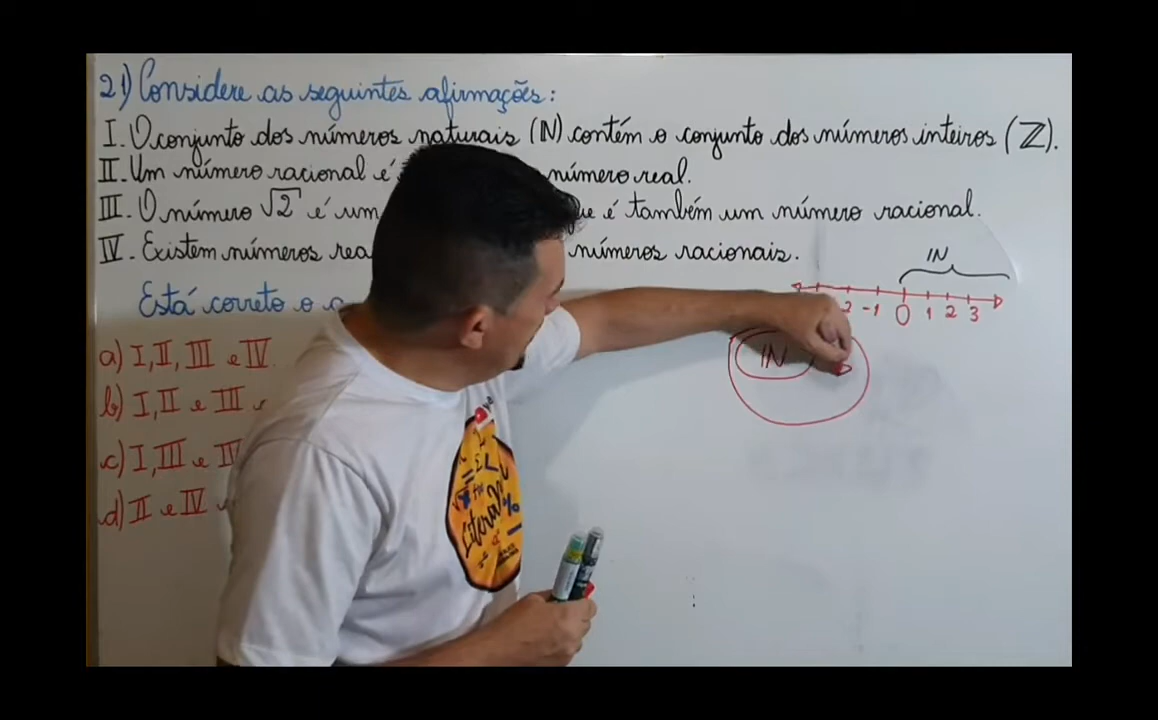 21) Considere as seguintes afirmações:
I. O conjunto dos números naturais (ℕ) contém o conjunto dos números inteiros (ℤ).
II. Um número racional é número real.
III. O número √2 é um é também um número racional.
IV. Existem números números racionais.
IN
2 -1 0 1 2 3
Está correto o
IN
a) I, II, III e IV.
b) I, II e III
c) I, III e IV
d) II e IV
LiteraMente
%